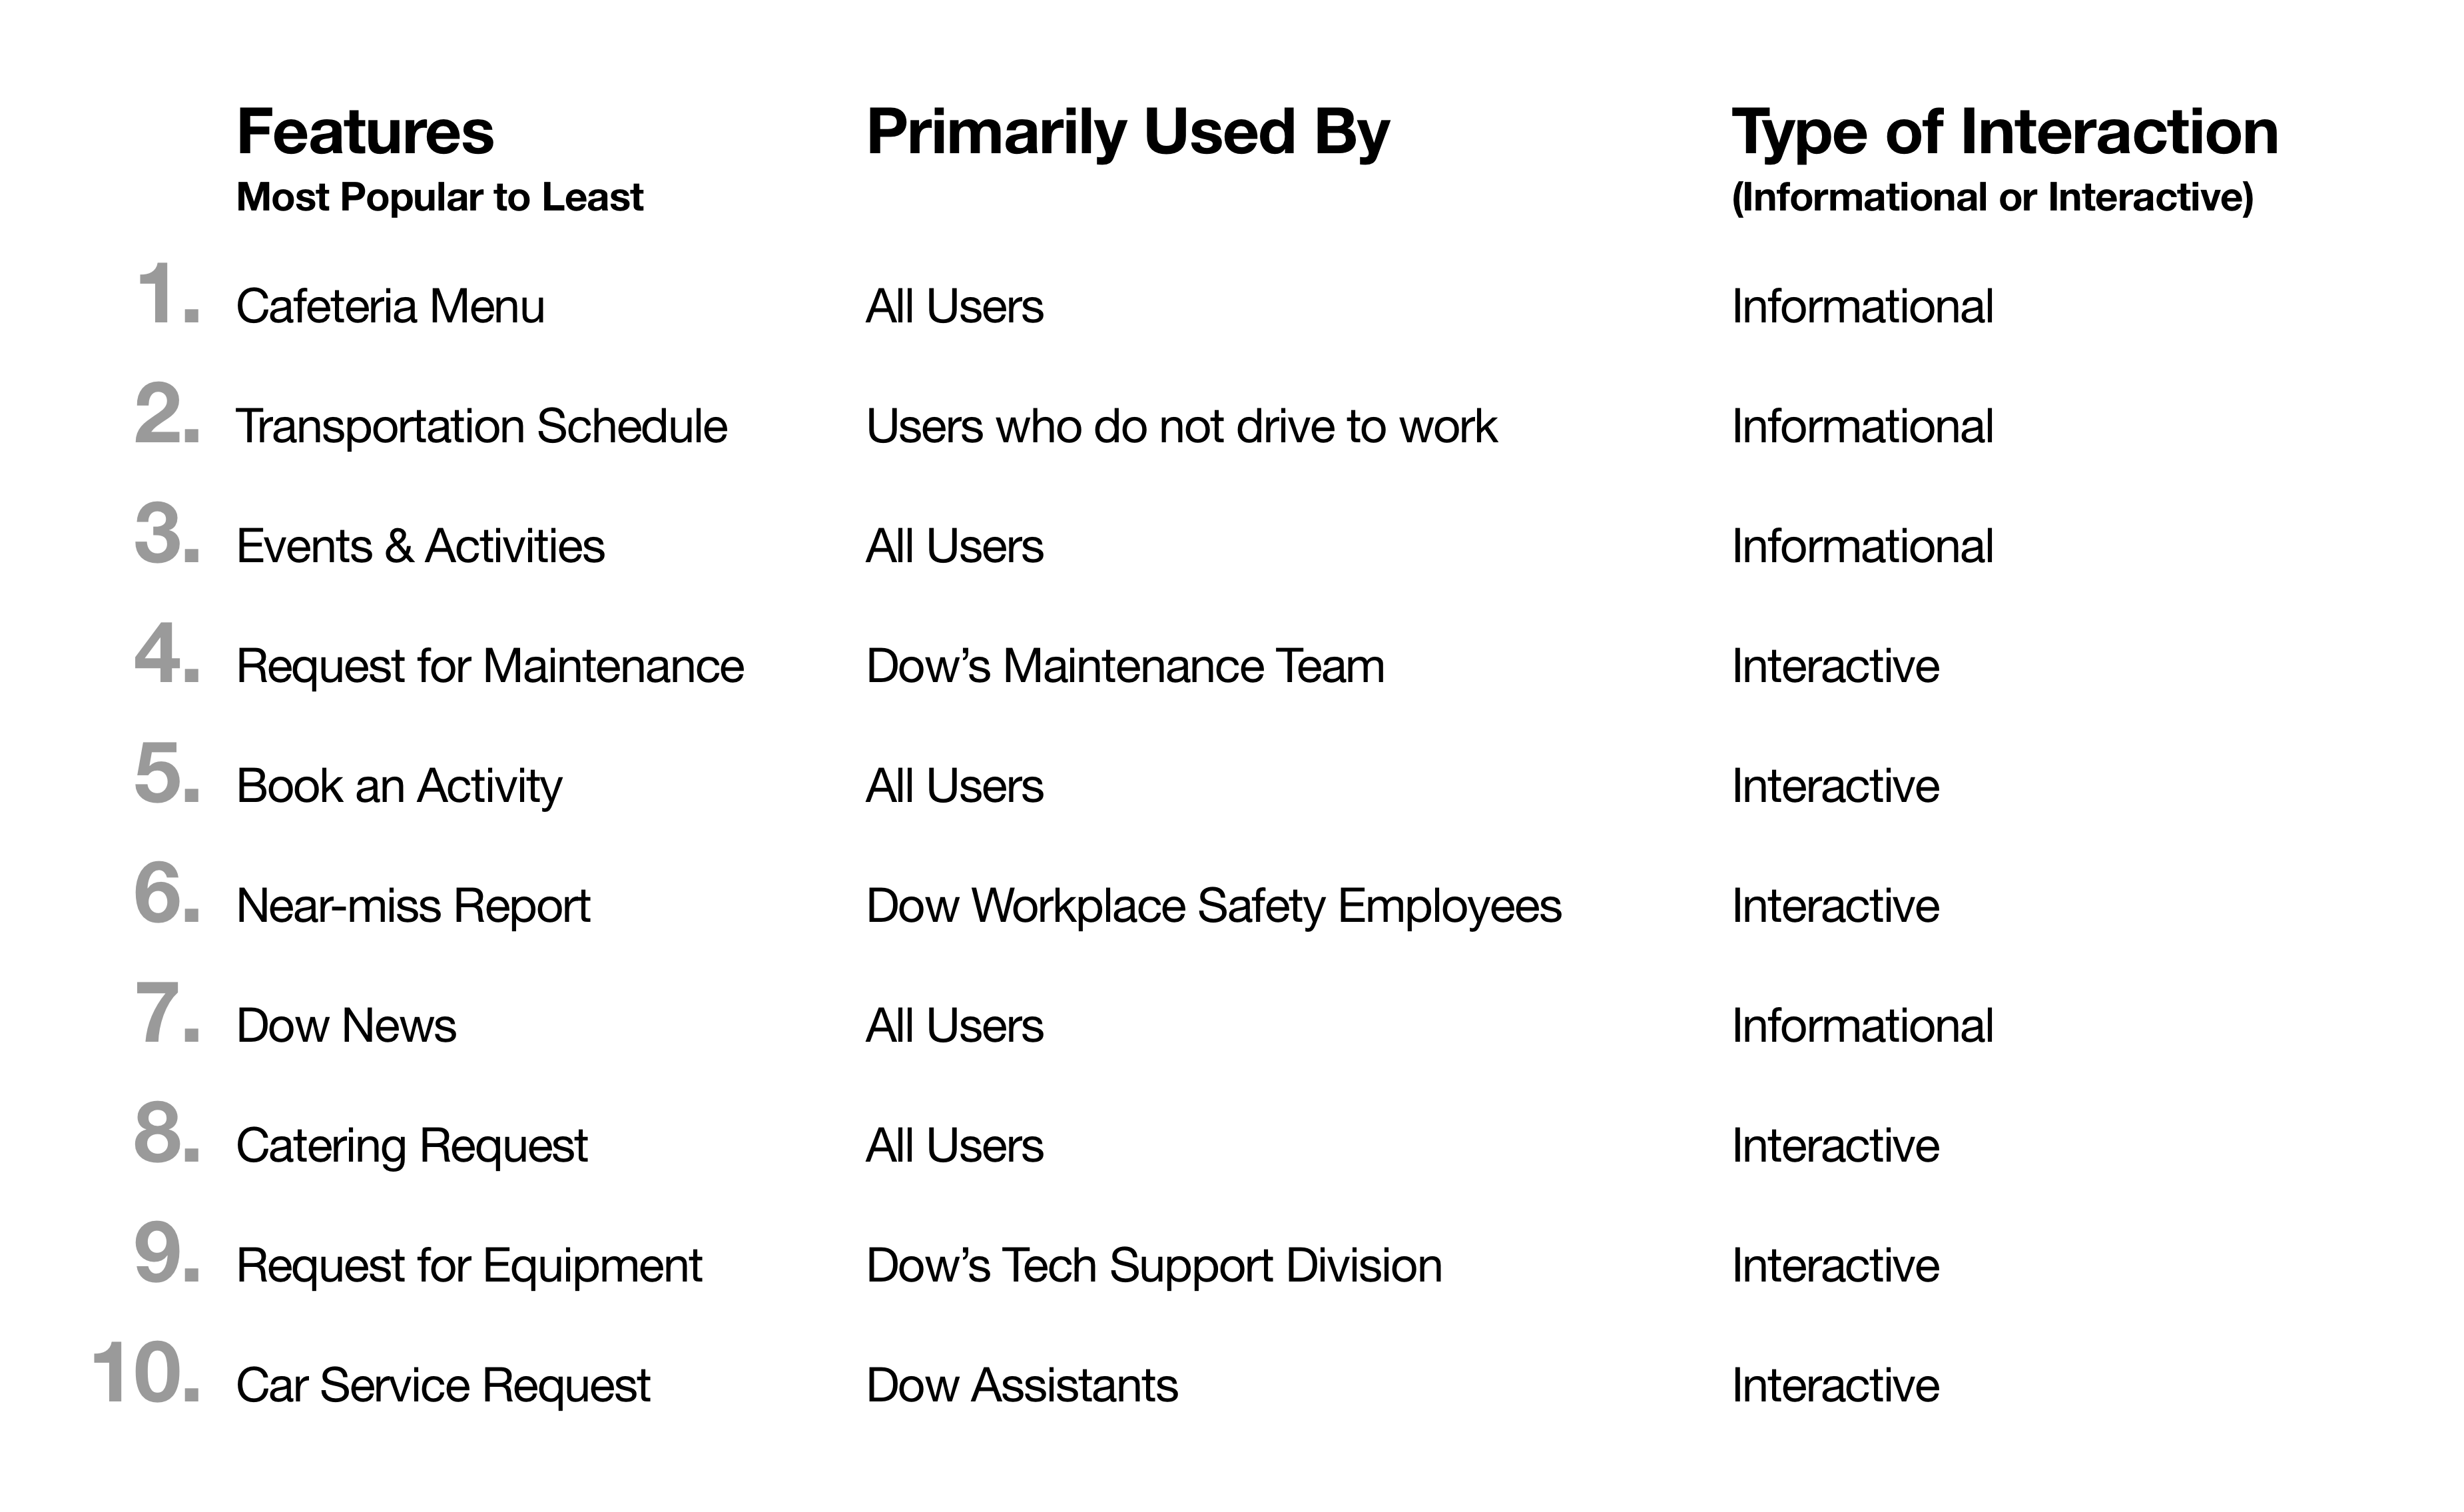 Features Primarily Used By Type of Interaction
Most Popular to Least (Informational or Interactive)
1. Cafeteria Menu All Users Informational
2. Transportation Schedule Users who do not drive to work Informational
3. Events & Activities All Users Informational
4. Request for Maintenance Dow’s Maintenance Team Interactive
5. Book an Activity All Users Interactive
6. Near-miss Report Dow Workplace Safety Employees Interactive
7. Dow News All Users Informational
8. Catering Request All Users Interactive
9. Request for Equipment Dow’s Tech Support Division Interactive
10. Car Service Request Dow Assistants Interactive